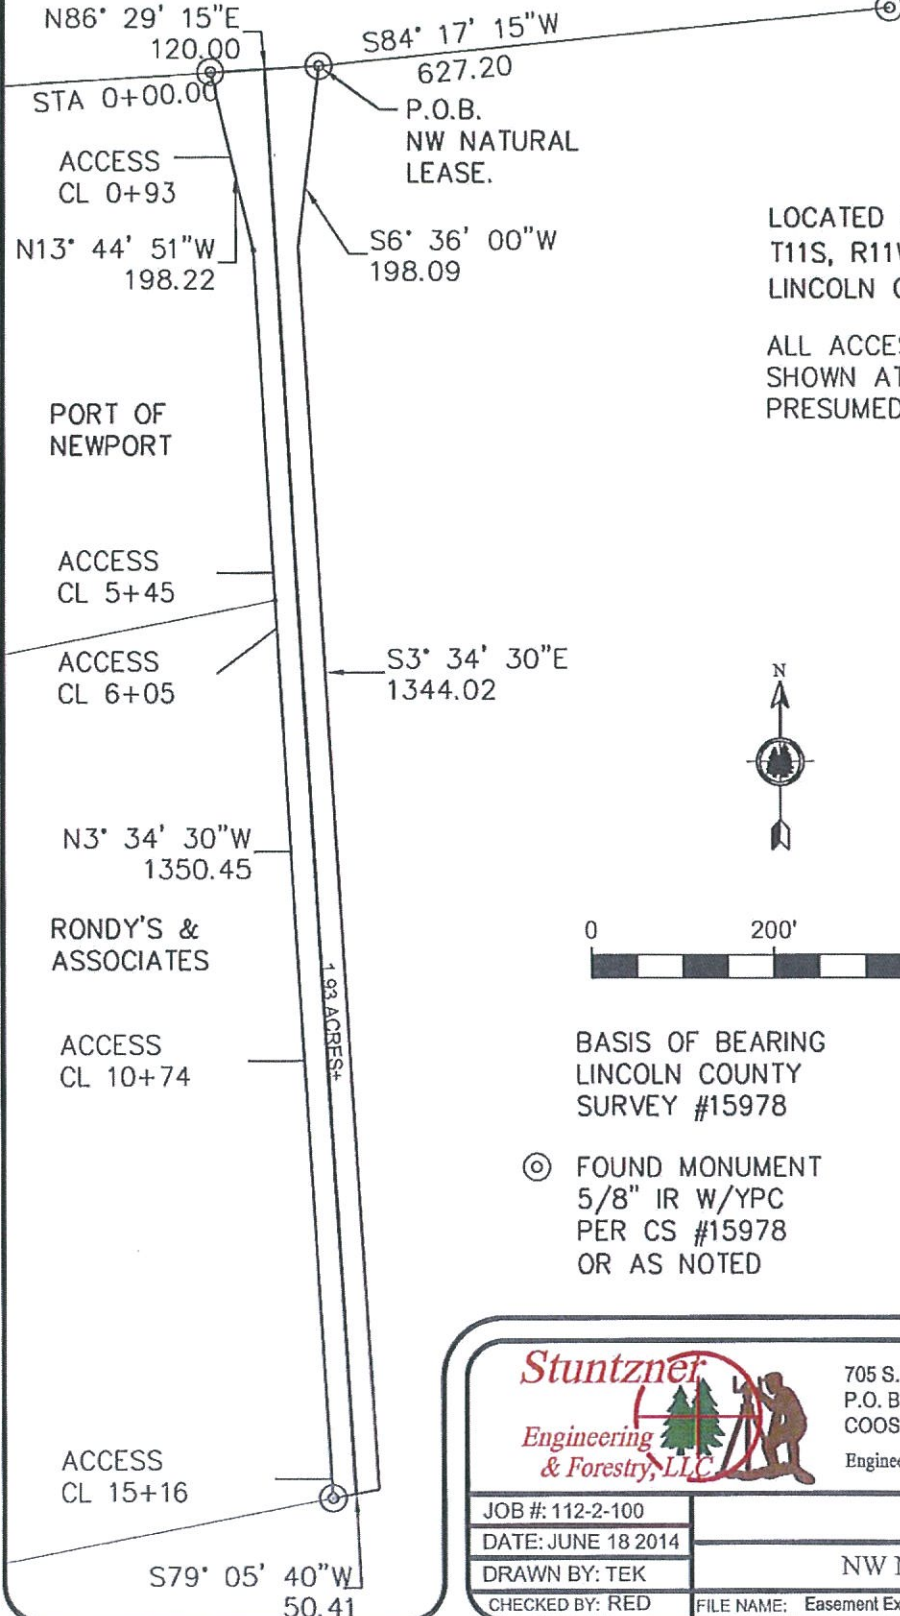 N86° 29' 15"E
120.00
S84° 17' 15"W
627.20
STA 0+00.00
P.O.B.
NW NATURAL
LEASE.
ACCESS
CL 0+93
N13° 44' 51"W
198.22
S6° 36' 00"W
198.09
LOCATED
T11S, R11
LINCOLN
ALL
SHOWN
PRESUMED
PORT OF
NEWPORT
ACCESS
CL 5+45
ACCESS
CL 6+05
S3° 34' 30"E
1344.02
N
N3° 34' 30"W
1350.45
0 200'
RONDY'S &
ASSOCIATES
1.93 ACRES±
ACCESS
CL 10+74
BASIS OF BEARING
LINCOLN COUNTY
SURVEY #15978
FOUND MONUMENT
5/8" IR W/YPC
PER CS #15978
OR AS NOTED
ACCESS
CL 15+16
S79° 05' 40"W
50.41
Stuntzner
Engineering
& Forestry, LLC
705 S.
P.O.
COOS
JOB #: 112-2-100
DATE: JUNE 18 2014
DRAWN BY: TEK
CHECKED BY: RED
NW
FILE NAME: Easement